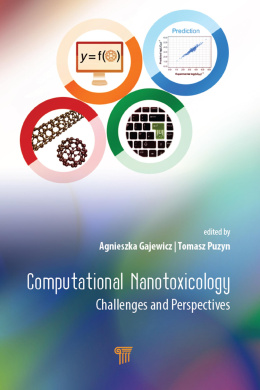 y = f( )
Prediction
edited by
Agnieszka Gajewicz | Tomasz Puzyn
Computational Nanotoxicology
Challenges and Perspectives